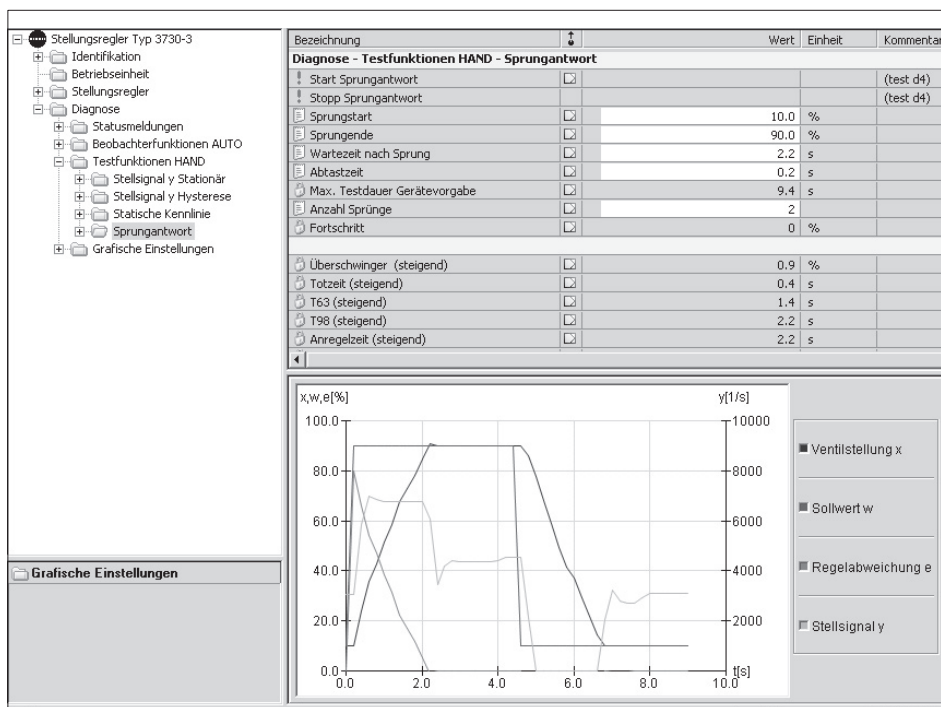 Stellungsregler Typ 3730-3
Identifikation
Betriebseinheit
Stellungsregler
Diagnose
Statusmeldungen
Beobachterfunktionen AUTO
Testfunktionen HAND
Stellsignal y Stationär
Stellsignal y Hysterese
Statische Kennlinie
Sprungantwort
Grafische Einstellungen
Grafische Einstellungen
Bezeichnung Wert Einheit Kommentar
Diagnose - Testfunktionen HAND - Sprungantwort
Start Sprungantwort (test d4)
Stopp Sprungantwort (test d4)
Sprungstart 10.0 %
Sprungende 90.0 %
Wartezeit nach Sprung 2.2 s
Abtastzeit 0.2 s
Max. Testdauer Gerätevorgabe 9.4 s
Anzahl Sprünge 2
Fortschritt 0 %
Überschwinger (steigend) 0.9 %
Totzeit (steigend) 0.4 s
T63 (steigend) 1.4 s
T98 (steigend) 2.2 s
Anregelzeit (steigend) 2.2 s
x,w,e[%] y[1/s]
100.0 10000
80.0 8000
60.0 6000
40.0 4000
20.0 2000
0.0 0 t[s]
0.0 2.0 4.0 6.0 8.0 10.0
Ventilstellung x
Sollwert w
Regelabweichung e
Stellsignal y